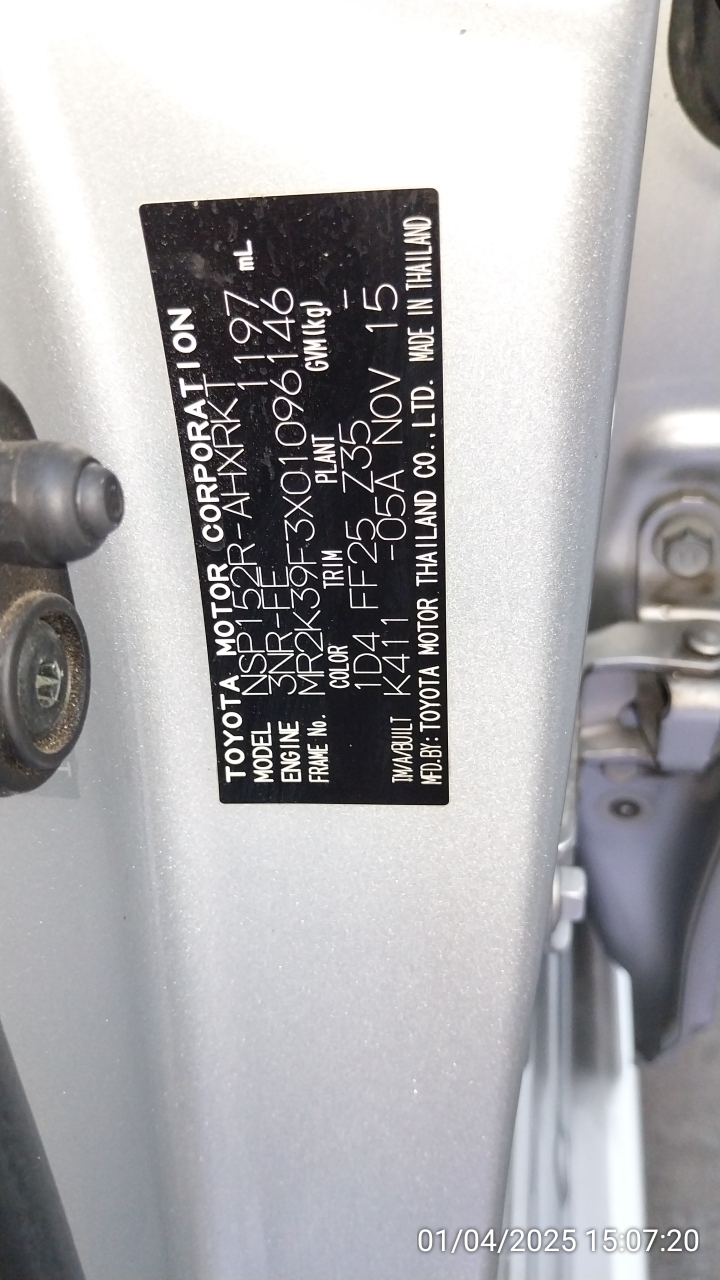 TOYOTA MOTOR CORPORATION
MODEL NSP152R-AHXRKT 1197 mL
ENGINE 3NR-FE
FRAME No. MR2K39F3X01096146
COLOR TRIM PLANT GVM(kg)
1D4 FF25 Z35 --
TM/A/BUILT K411 -05A NOV 15
MFD.BY: TOYOTA MOTOR THAILAND CO.,LTD. MADE IN THAILAND
01/04/2025 15:07:20